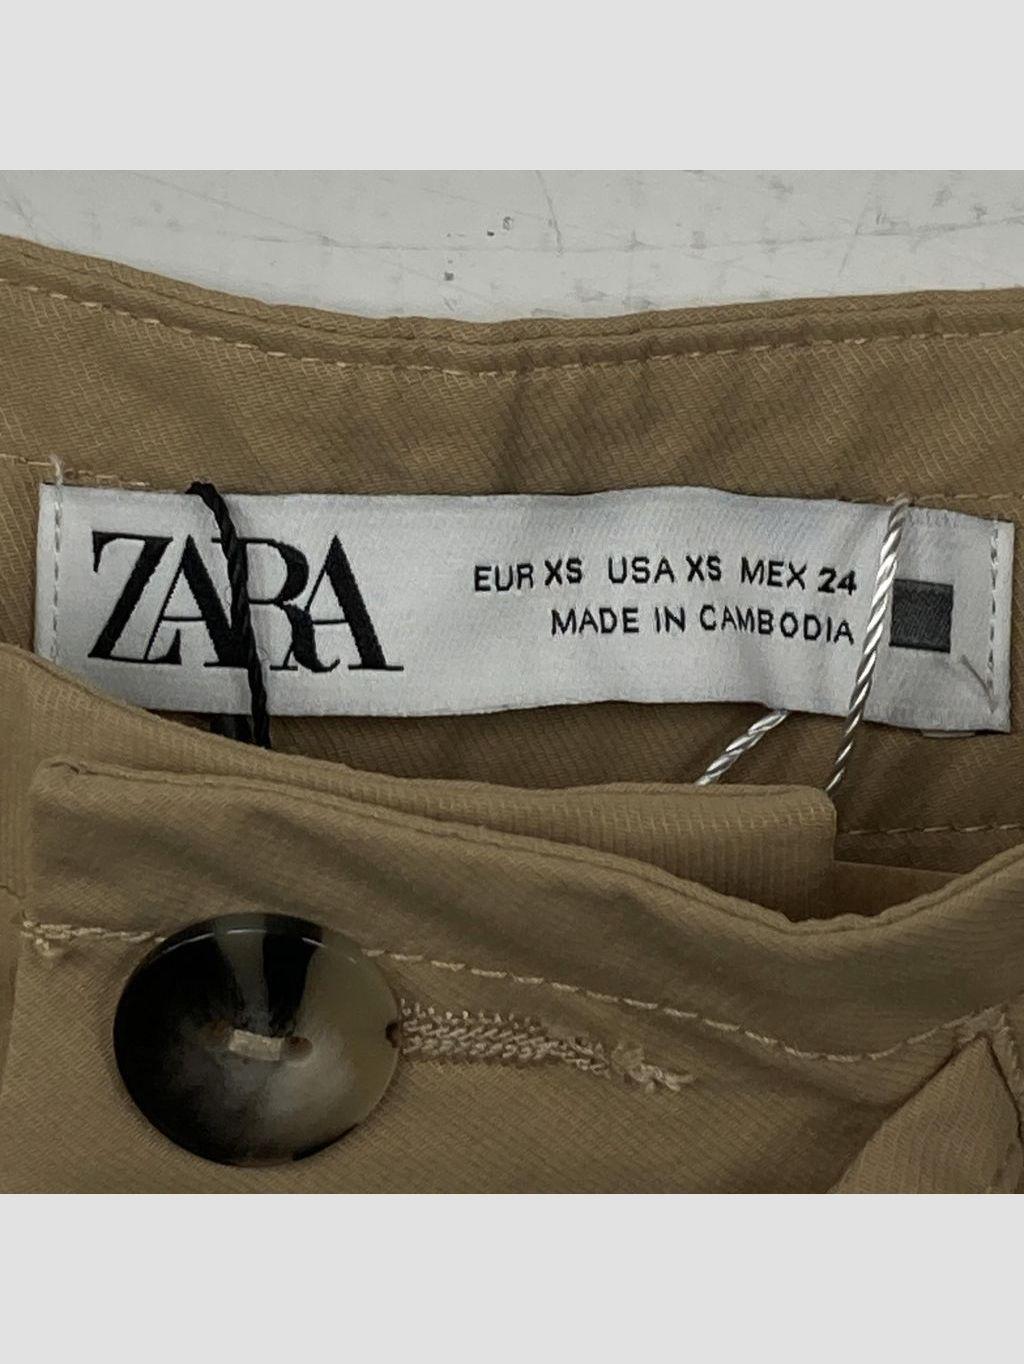 ZARA
EUR XS USA XS MEX 24
MADE IN CAMBODIA